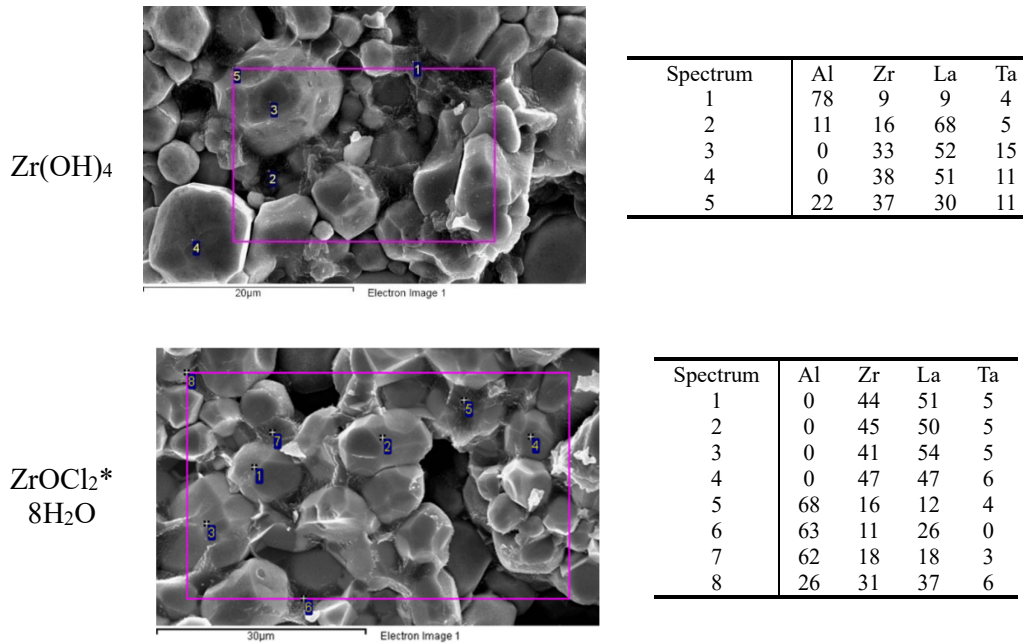 Zr(OH)4
1
5
3
2
4
20µm Electron Image 1
Spectrum Al Zr La Ta
1 78 9 9 4
2 11 16 68 5
3 0 33 52 15
4 0 38 51 11
5 22 37 30 11
ZrOCl2*
8H2O
8
5
7
2
4
1
3
6
30µm Electron Image 1
Spectrum Al Zr La Ta
1 0 44 51 5
2 0 45 50 5
3 0 41 54 5
4 0 47 47 6
5 68 16 12 4
6 63 11 26 0
7 62 18 18 3
8 26 31 37 6